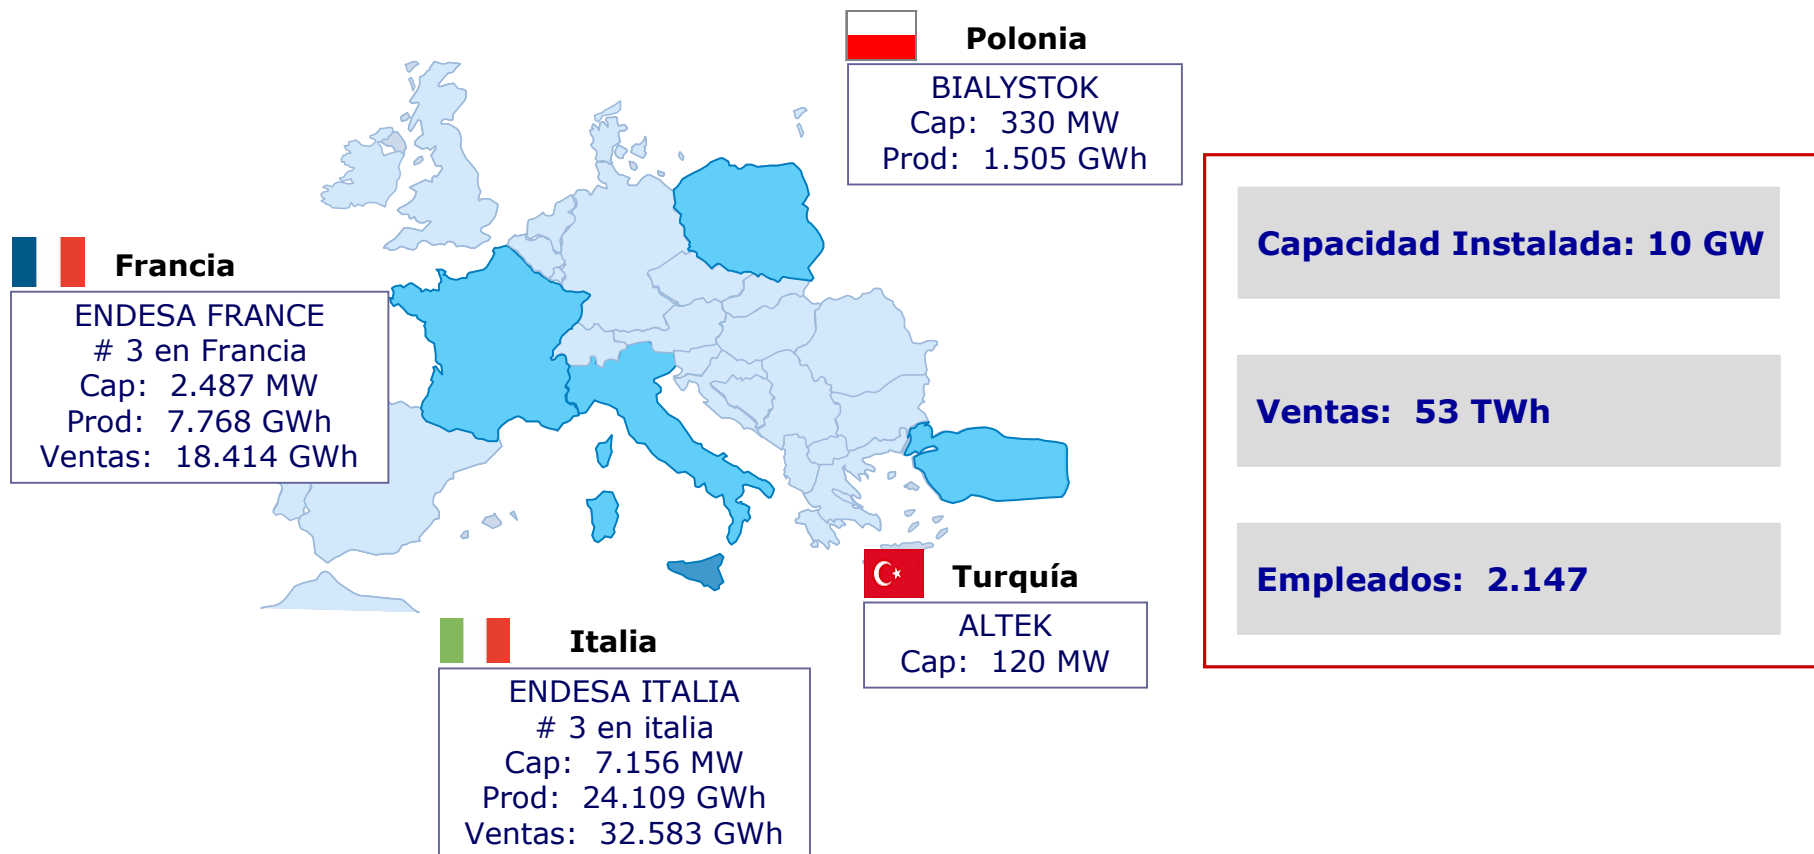 Polonia
BIALYSTOK
Cap: 330 MW
Prod: 1.505 GWh
Francia
ENDESA FRANCE
# 3 en Francia
Cap: 2.487 MW
Prod: 7.768 GWh
Ventas: 18.414 GWh
Turquía
ALTEK
Cap: 120 MW
Italia
ENDESA ITALIA
# 3 en italia
Cap: 7.156 MW
Prod: 24.109 GWh
Ventas: 32.583 GWh
Capacidad Instalada: 10 GW
Ventas: 53 TWh
Empleados: 2.147